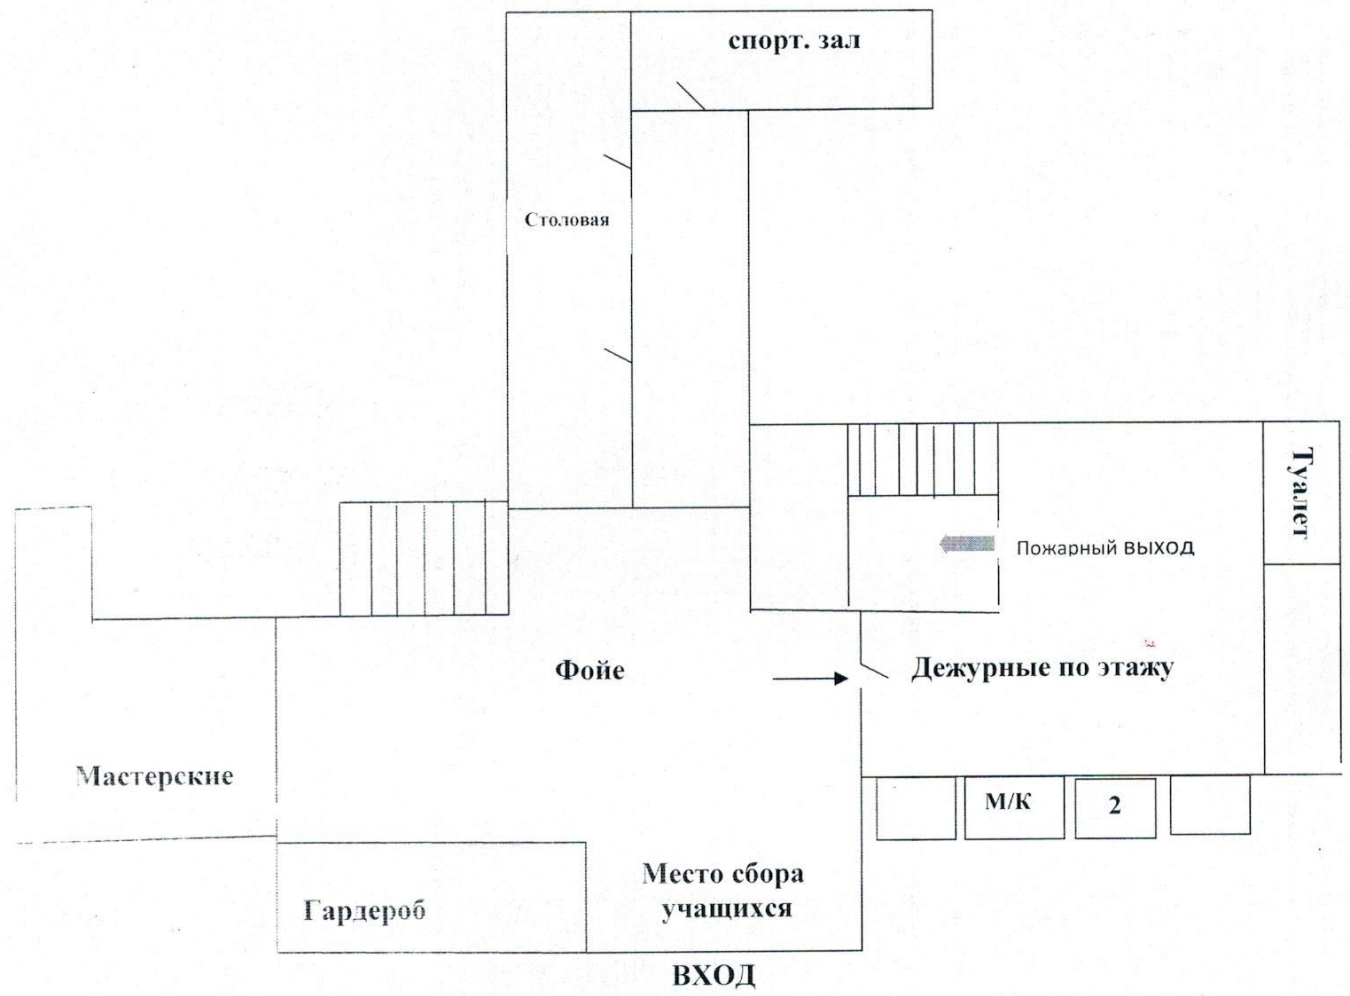 спорт. зал
Столовая
Туалет
Пожарный ВЫХОД
Фойе
Дежурные по этажу
Мастерские
М/К
2
Место сбора
учащихся
Гардероб
ВХОД